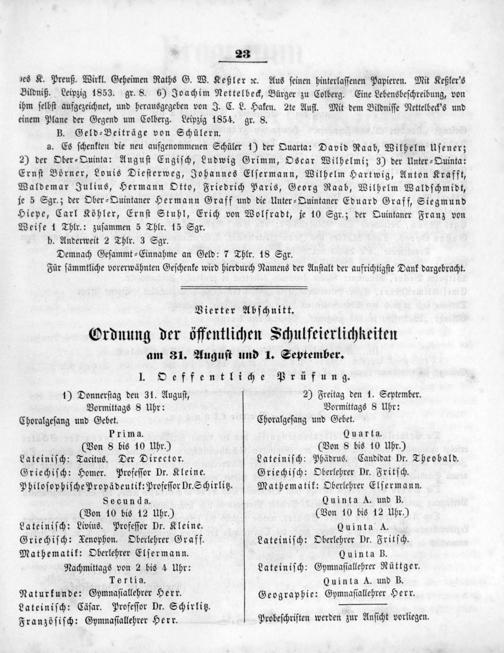 23
des K. Preuß. Wirkl. Geheimen Raths G. W. Keßler ꝛc. Aus seinen hinterlassenen Papieren. Mit Keßler's
Bildniß. Leipzig 1853. gr. 8. 6) Joachim Nettelbeck, Bürger zu Colberg. Eine Lebensbeschreibung, von
ihm selbst aufgezeichnet, und herausgegeben von J. C. L. Haken. 2te Aufl. Mit dem Bildnisse Nettelbeck's und
einem Plane der Gegend um Colberg. Leipzig 1854. gr. 8.
B. Geld-Beiträge von Schülern.
a. Es schenkten die neu aufgenommenen Schüler 1) der Quarta: David Raab, Wilhelm Usener;
2) der Ober-Quinta: August Engisch, Ludwig Grimm, Oscar Wilhelmi; 3) der Unter-Quinta:
Ernst Börner, Louis Diesterweg, Johannes Elsermann, Wilhelm Hartwig, Anton Krafft,
Waldemar Julius, Hermann Otto, Friedrich Paris, Georg Raab, Wilhelm Waldschmidt,
je 5 Sgr.; der Ober-Quintaner Hermann Graff und die Unter-Quintaner Eduard Graff, Siegmund
Hiepe, Carl Köhler, Ernst Stuhl, Erich von Wolfradt, je 10 Sgr.; der Quintaner Franz von
Weise 1 Thlr.: zusammen 5 Thlr. 15 Sgr.
b. Anderweit 2 Thlr. 3 Sgr.
Demnach Gesammt-Einnahme an Geld: 7 Thlr. 18 Sgr.
Für sämmtliche vorerwähnten Geschenke wird hierdurch Namens der Anstalt der aufrichtigste Dank dargebracht.
Vierter Abschnitt.
Ordnung der öffentlichen Schulfeierlichkeiten
am 31. August und 1. September.
I. Oeffentliche Prüfung.
1) Donnerstag den 31. August,
Vormittags 8 Uhr:
Choralgesang und Gebet.
Prima.
(Von 8 bis 10 Uhr.)
Lateinisch: Tacitus. Der Director.
Griechisch: Homer. Professor Dr. Kleine.
Philosophische Propädentik: Professor Dr. Schirlitz.
Secunda.
(Von 10 bis 12 Uhr.)
Lateinisch: Livius. Professor Dr. Kleine.
Griechisch: Xenophon. Oberlehrer Graff.
Mathematik: Oberlehrer Elsermann.
Nachmittags von 2 bis 4 Uhr:
Tertia.
Naturkunde: Gymnasiallehrer Herr.
Lateinisch: Cäsar. Professor Dr. Schirlitz.
Französisch: Gymnasiallehrer Herr.
2) Freitag den 1. September.
Vormittags 8 Uhr:
Choralgesang und Gebet.
Quarta.
(Von 8 bis 10 Uhr.)
Lateinisch: Phädrus. Candidat Dr. Theobald.
Griechisch: Oberlehrer Dr. Fritsch.
Mathematik: Oberlehrer Elsermann.
Quinta A. und B.
(Von 10 bis 12 Uhr.)
Quinta A.
Lateinisch: Oberlehrer Dr. Fritsch.
Quinta B.
Lateinisch: Gymnasiallehrer Rüttger.
Quinta A. und B.
Geographie: Gymnasiallehrer Herr.
Probeschriften werden zur Ansicht vorliegen.